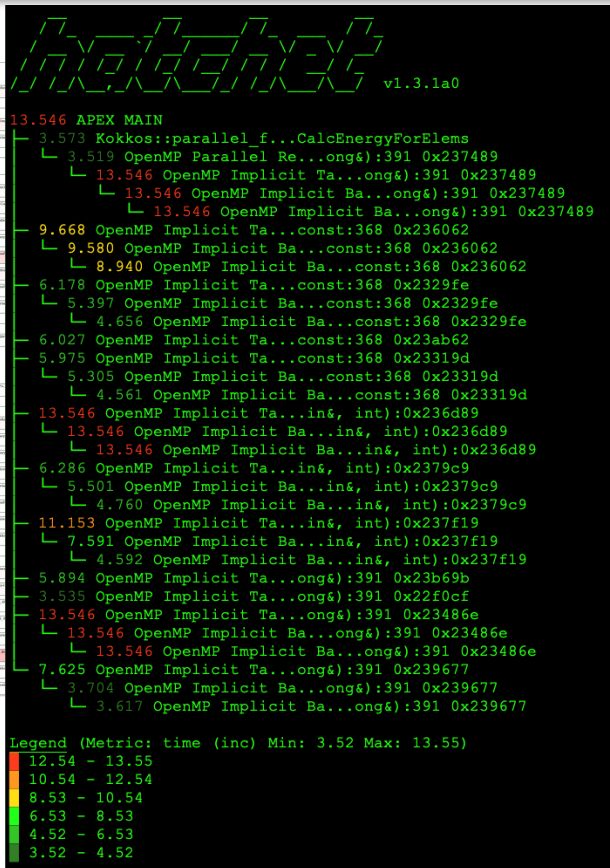 hatchet
v1.3.1a0
13.546 APEX MAIN
├─ 3.573 Kokkos::parallel_f...CalcEnergyForElems
│  └─ 3.519 OpenMP Parallel Re...ong&):391 0x237489
│     └─ 13.546 OpenMP Implicit Ta...ong&):391 0x237489
│        └─ 13.546 OpenMP Implicit Ba...ong&):391 0x237489
│           └─ 13.546 OpenMP Implicit Ba...ong&):391 0x237489
├─ 9.668 OpenMP Implicit Ta...const:368 0x236062
│  └─ 9.580 OpenMP Implicit Ba...const:368 0x236062
│     └─ 8.940 OpenMP Implicit Ba...const:368 0x236062
├─ 6.178 OpenMP Implicit Ta...const:368 0x2329fe
│  └─ 5.397 OpenMP Implicit Ba...const:368 0x2329fe
│     └─ 4.656 OpenMP Implicit Ba...const:368 0x2329fe
├─ 6.027 OpenMP Implicit Ta...const:368 0x23ab62
├─ 5.975 OpenMP Implicit Ta...const:368 0x23319d
│  └─ 5.305 OpenMP Implicit Ba...const:368 0x23319d
│     └─ 4.561 OpenMP Implicit Ba...const:368 0x23319d
├─ 13.546 OpenMP Implicit Ta...in&, int):0x236d89
│  └─ 13.546 OpenMP Implicit Ba...in&, int):0x236d89
│     └─ 13.546 OpenMP Implicit Ba...in&, int):0x236d89
├─ 6.286 OpenMP Implicit Ta...in&, int):0x2379c9
│  └─ 5.501 OpenMP Implicit Ba...in&, int):0x2379c9
│     └─ 4.760 OpenMP Implicit Ba...in&, int):0x2379c9
├─ 11.153 OpenMP Implicit Ta...in&, int):0x237f19
│  └─ 7.591 OpenMP Implicit Ba...in&, int):0x237f19
│     └─ 4.592 OpenMP Implicit Ba...in&, int):0x237f19
├─ 5.894 OpenMP Implicit Ta...ong&):391 0x23b69b
├─ 3.535 OpenMP Implicit Ta...ong&):391 0x22f0cf
├─ 13.546 OpenMP Implicit Ta...ong&):391 0x23486e
│  └─ 13.546 OpenMP Implicit Ba...ong&):391 0x23486e
│     └─ 13.546 OpenMP Implicit Ba...ong&):391 0x23486e
└─ 7.625 OpenMP Implicit Ta...ong&):391 0x239677
   └─ 3.704 OpenMP Implicit Ba...ong&):391 0x239677
      └─ 3.617 OpenMP Implicit Ba...ong&):391 0x239677
Legend (Metric: time (inc) Min: 3.52 Max: 13.55)
12.54 - 13.55
10.54 - 12.54
8.53 - 10.54
6.53 - 8.53
4.52 - 6.53
3.52 - 4.52